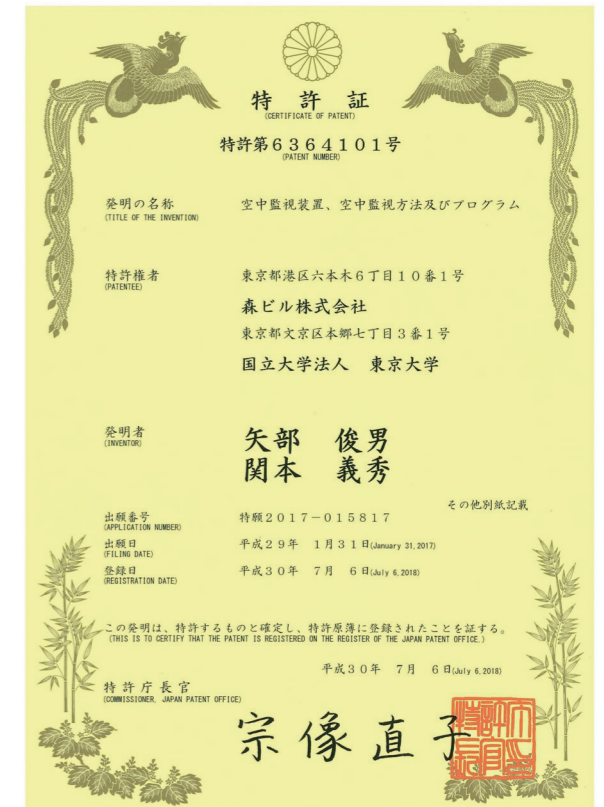 特許証
(CERTIFICATE OF PATENT)
特許第6364101号
(PATENT NUMBER)
発明の名称 空中監視装置、空中監視方法及びプログラム
(TITLE OF THE INVENTION)
特許権者 東京都港区六本木6丁目10番1号
(PATENTEE)
森ビル株式会社
東京都文京区本郷七丁目3番1号
国立大学法人 東京大学
発明者 矢部 俊男
(INVENTOR)
関本 義秀
その他別紙記載
出願番号 特願2017-015817
(APPLICATION NUMBER)
出願日 平成29年 1月31日(January 31,2017)
(FILING DATE)
登録日 平成30年 7月 6日(July 6,2018)
(REGISTRATION DATE)
この発明は、特許するものと確定し、特許原簿に登録されたことを証する。
(THIS IS TO CERTIFY THAT THE PATENT IS REGISTERED ON THE REGISTER OF THE JAPAN PATENT OFFICE.)
平成30年 7月 6日(July 6,2018)
特許庁長官
(COMMISSIONER, JAPAN PATENT OFFICE)
宗像直子